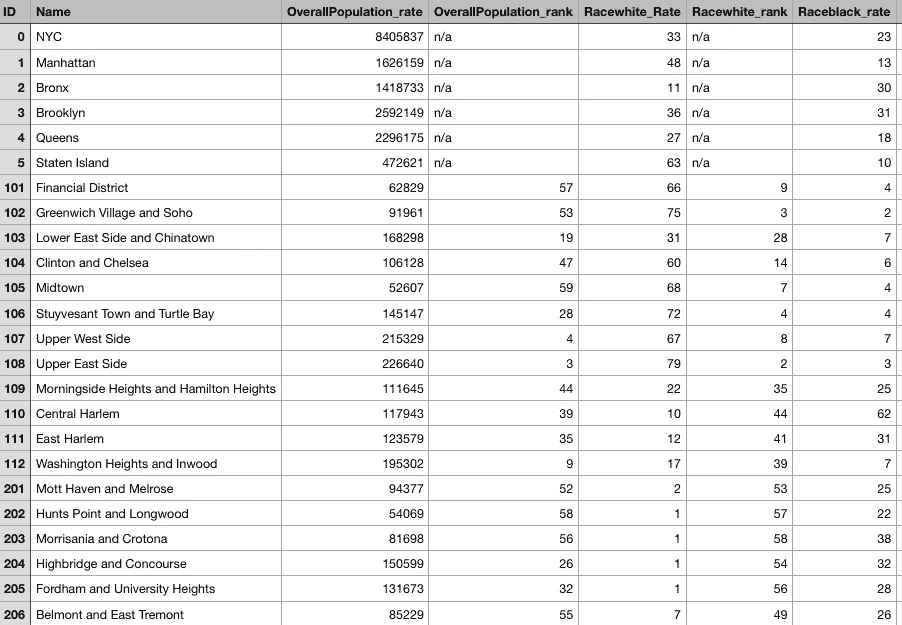 ID Name OverallPopulation_rate OverallPopulation_rank Racewhite_Rate Racewhite_rank Raceblack_rate
0 NYC 8405837 n/a 33 n/a 23
1 Manhattan 1626159 n/a 48 n/a 13
2 Bronx 1418733 n/a 11 n/a 30
3 Brooklyn 2592149 n/a 36 n/a 31
4 Queens 2296175 n/a 27 n/a 18
5 Staten Island 472621 n/a 63 n/a 10
101 Financial District 62829 57 66 9 4
102 Greenwich Village and Soho 91961 53 75 3 2
103 Lower East Side and Chinatown 168298 19 31 28 7
104 Clinton and Chelsea 106128 47 60 14 6
105 Midtown 52607 59 68 7 4
106 Stuyvesant Town and Turtle Bay 145147 28 72 4 4
107 Upper West Side 215329 4 67 8 7
108 Upper East Side 226640 3 79 2 3
109 Morningside Heights and Hamilton Heights 111645 44 22 35 25
110 Central Harlem 117943 39 10 44 62
111 East Harlem 123579 35 12 41 31
112 Washington Heights and Inwood 195302 9 17 39 7
201 Mott Haven and Melrose 94377 52 2 53 25
202 Hunts Point and Longwood 54069 58 1 57 22
203 Morrisania and Crotona 81698 56 1 58 38
204 Highbridge and Concourse 150599 26 1 54 32
205 Fordham and University Heights 131673 32 1 56 28
206 Belmont and East Tremont 85229 55 7 49 26